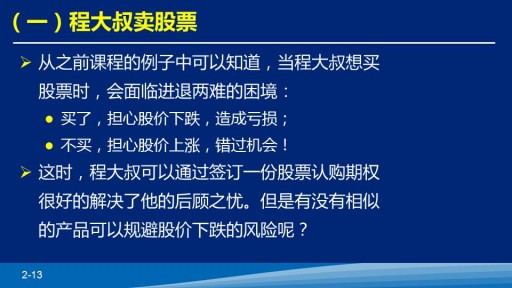 （一）程大叔卖股票
从之前课程的例子中可以知道，当程大叔想买
股票时，会面临进退两难的困境：
买了，担心股价下跌，造成亏损；
不买，担心股价上涨，错过机会！
这时，程大叔可以通过签订一份股票认购期权
很好的解决了他的后顾之忧。但是有没有相似
的产品可以规避股价下跌的风险呢？
2-13